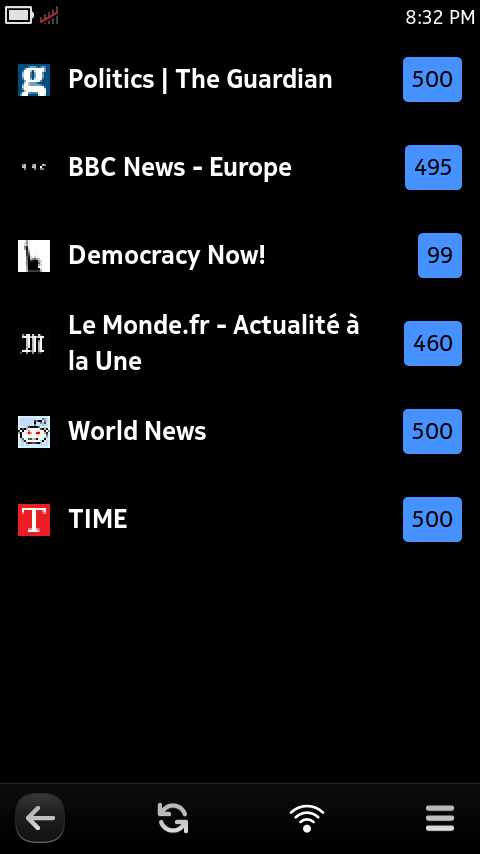 8:32 PM
Politics | The Guardian 500
BBC News - Europe 495
Democracy Now! 99
Le Monde.fr - Actualité à
la Une 460
World News 500
TIME 500